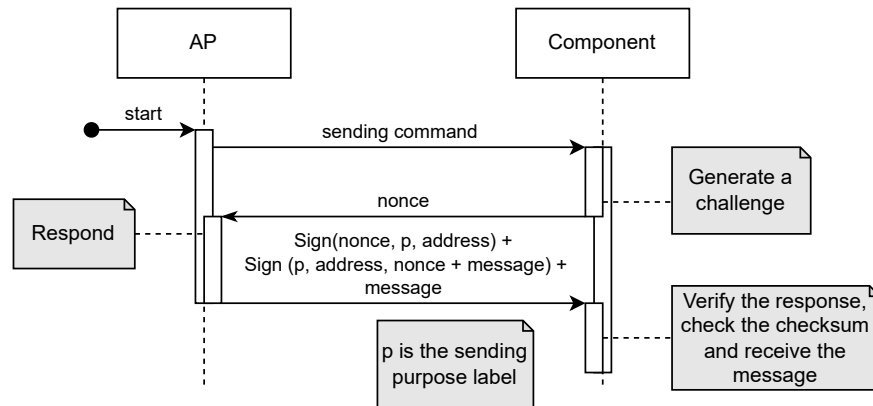 AP
Component
start
sending command
Generate a
challenge
nonce
Respond
Sign(nonce, p, address) +
Sign (p, address, nonce + message) +
message
Verify the response,
check the checksum
and receive the
message
p is the sending
purpose label